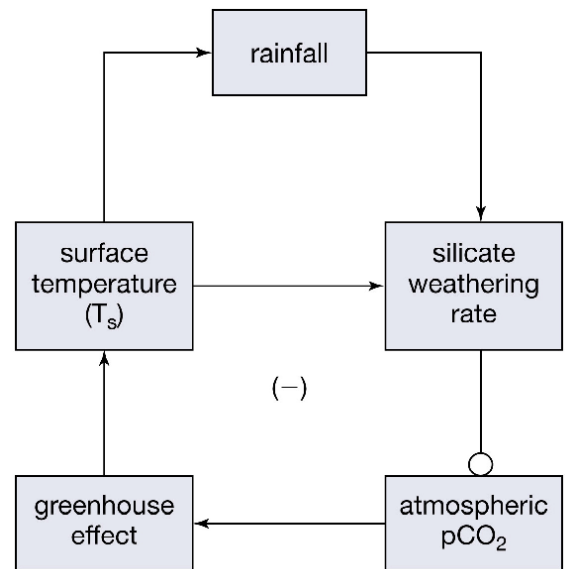 rainfall
surface
temperature
(Tₛ)
silicate
weathering
rate
(−)
greenhouse
effect
atmospheric
pCO₂